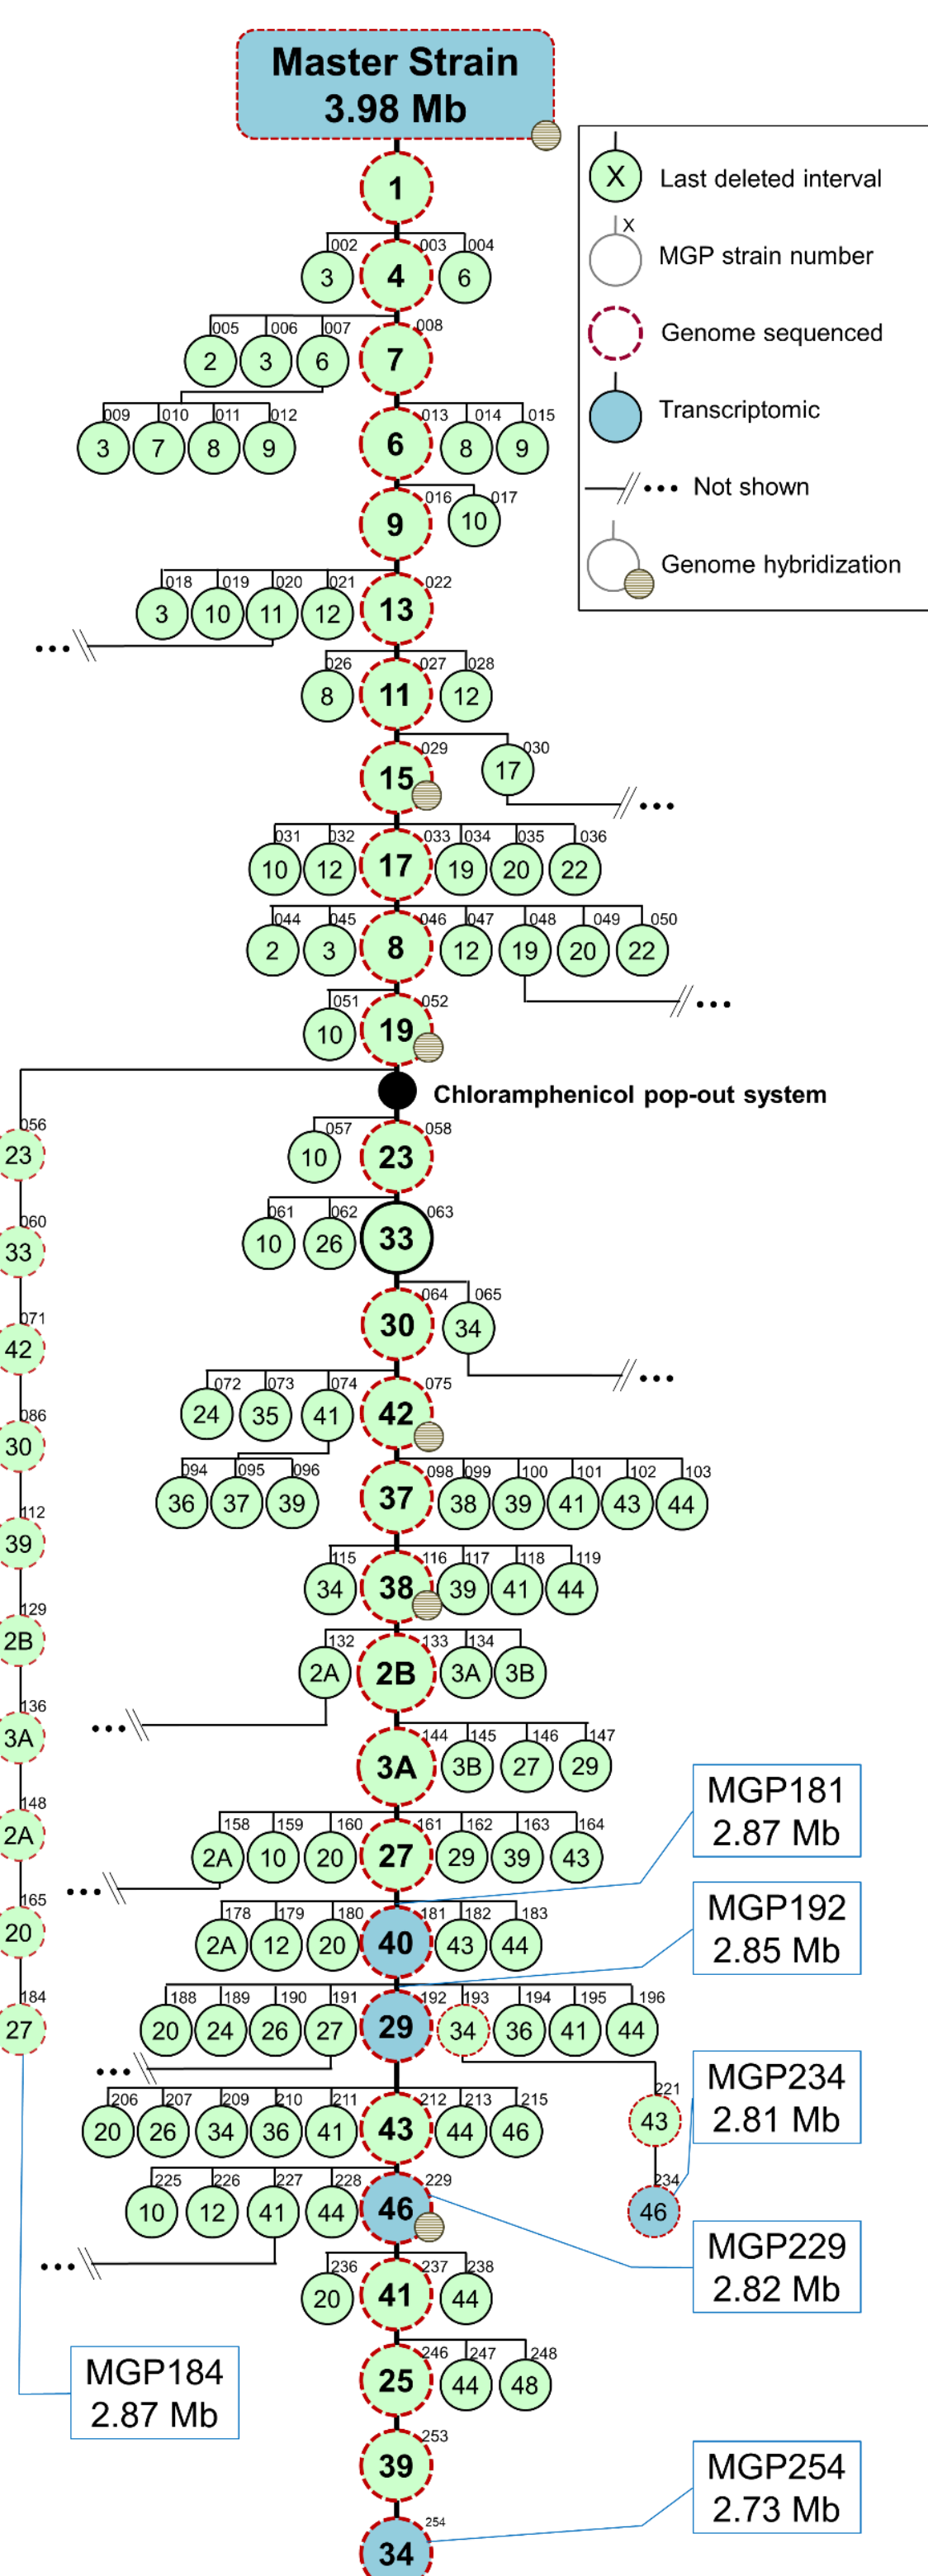 Master Strain
3.98 Mb
X Last deleted interval
X
MGP strain number
Genome sequenced
Transcriptomic
Not shown
Genome hybridization
1
002 003 004
3 4 6
005 006 007 008
2 3 6 7
009 010 011 012 013 014 015
3 7 8 9 6 8 9
016 017
9 10
018 019 020 021 022
3 10 11 12 13
026 027 028
8 11 12
029 030
15 17
031 032 033 034 035 036
10 12 17 19 20 22
044 045 046 047 048 049 050
2 3 8 12 19 20 22
051 052
10 19
Chloramphenicol pop-out system
056 057 058
23 10 23
060 061 062 063
33 10 26 33
064 065
30 34
071 072 073 074 075
42 24 35 41 42
086 094 095 096 098 099 100 101 102 103
30 36 37 39 37 38 39 41 43 44
112 115 116 117 118 119
39 34 38 39 41 44
129 132 133 134
2B 2A 2B 3A 3B
136 144 145 146 147
3A 3A 3B 27 29
MGP181
2.87 Mb
148 158 159 160 161 162 163 164
2A 2A 10 20 27 29 39 43
MGP192
2.85 Mb
165 178 179 180 181 182 183
20 2A 12 20 40 43 44
184 188 189 190 191 192 193 194 195 196
27 20 24 26 27 29 34 36 41 44
MGP234
2.81 Mb
206 207 209 210 211 212 213 215 221
20 26 34 36 41 43 44 46 43
225 226 227 228 229 234
10 12 41 44 46 46
MGP229
2.82 Mb
236 237 238
20 41 44
246 247 248
25 44 48
MGP184
2.87 Mb
253
39
MGP254
2.73 Mb
254
34